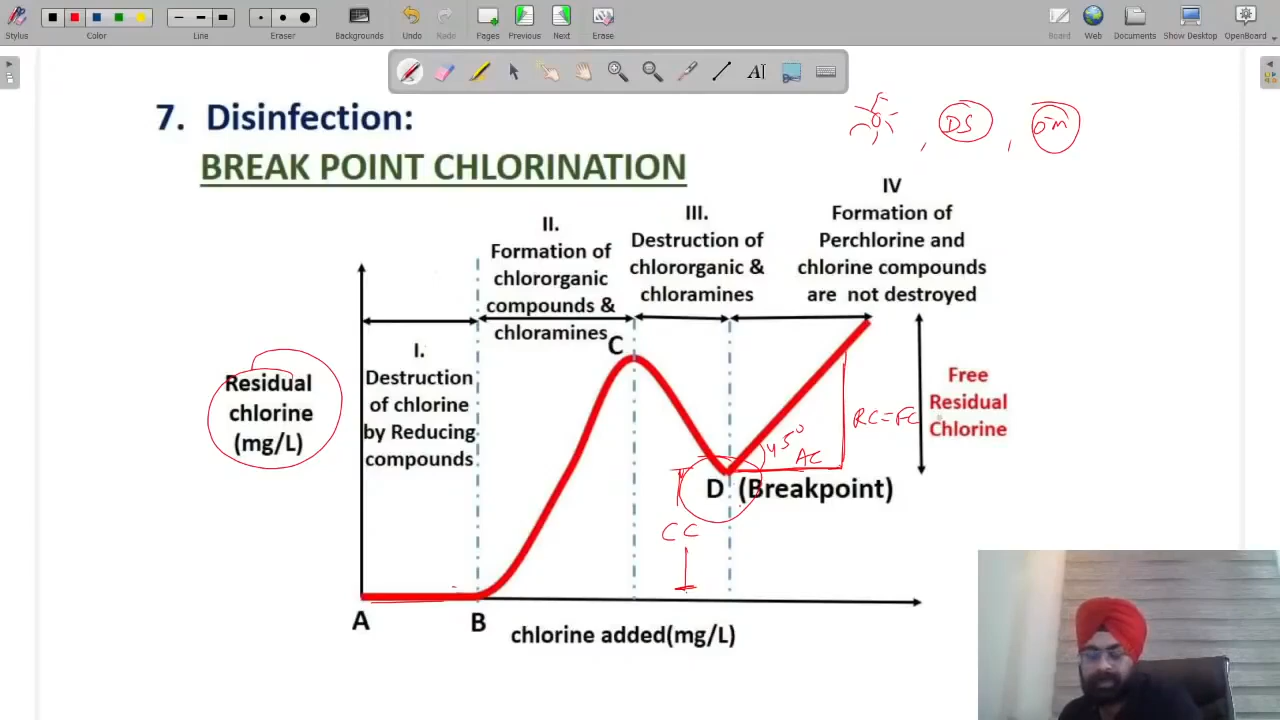 Stylus
Color
Line
Eraser
Backgrounds
Undo
Redo
Pages
Previous
Next
Erase
Board
Web
Documents
Show Desktop
OpenBoard
7. Disinfection:
BREAK POINT CHLORINATION
DS
I.
Destruction
of chlorine
by Reducing
compounds
II.
Formation of
chlororganic
compounds &
chloramines
III.
Destruction of
chlororganic &
chloramines
IV
Formation of
Perchlorine and
chlorine compounds
are not destroyed
Residual
chlorine
(mg/L)
C
Free
Residual
Chlorine
RC=FC
45°
AC
D (Breakpoint)
CC
A
B
chlorine added(mg/L)